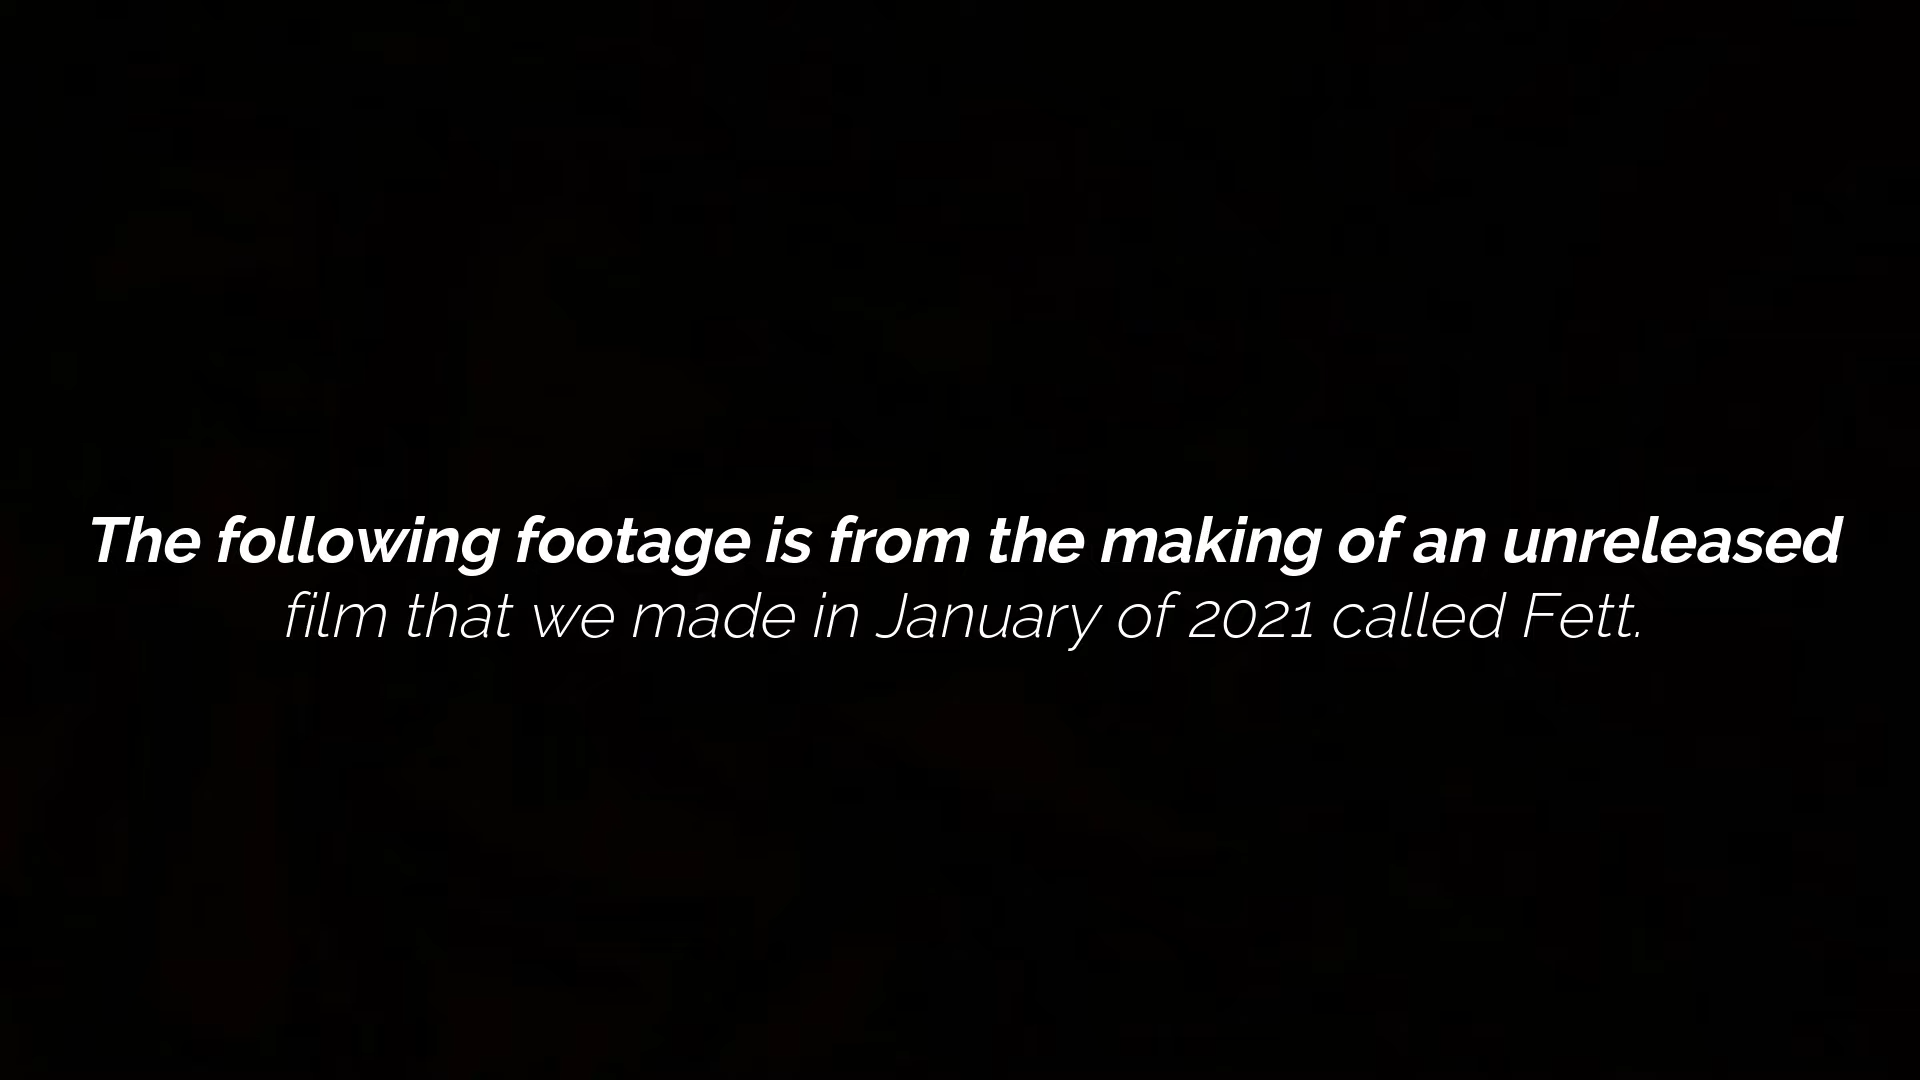 The following footage is from the making of an unreleased
film that we made in January of 2021 called Fett.